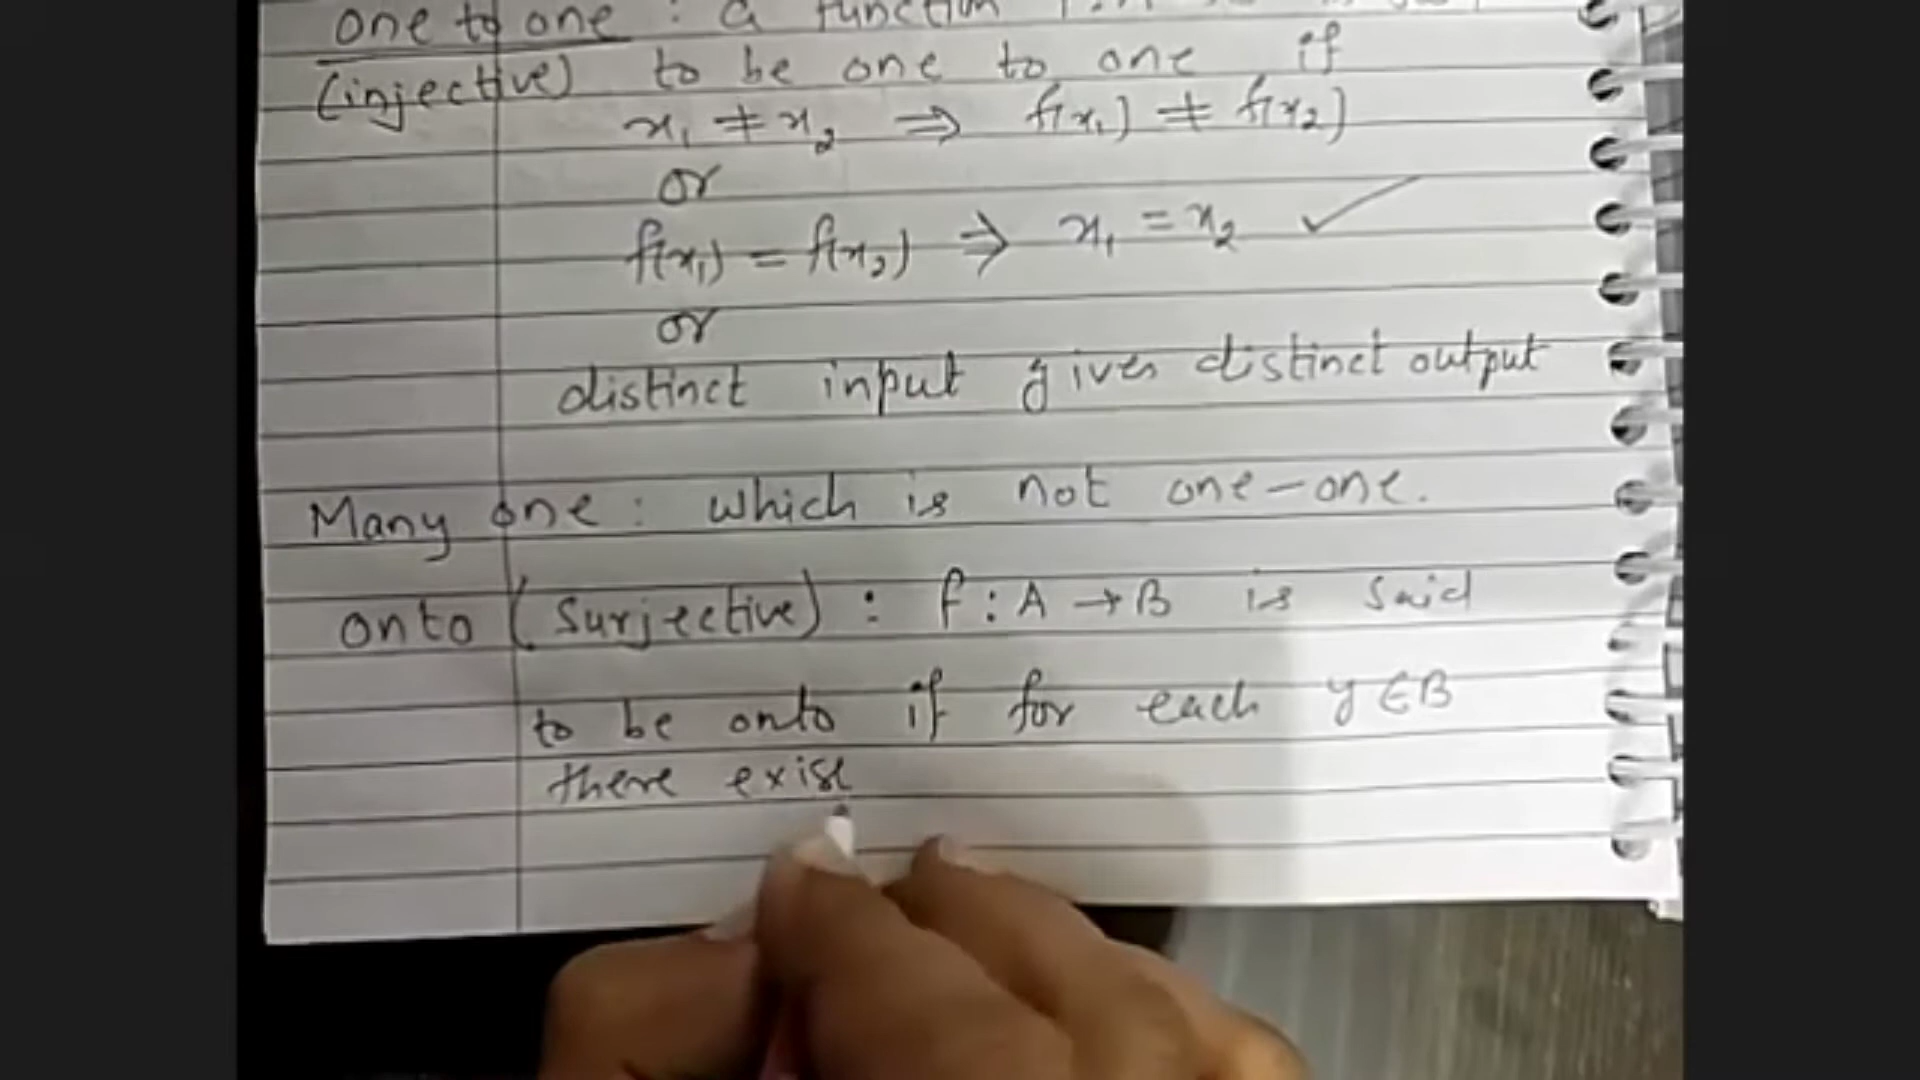 one to one : a function
(injective) to be one to one if
x₁ ≠ x₂ ⇒ f(x₁) ≠ f(x₂)
or
f(x₁) = f(x₂) ⇒ x₁ = x₂ ✓
or
distinct input gives distinct output
Many one : which is not one-one.
onto (Surjective) : f : A → B is said
to be onto if for each y ∈ B
there exist